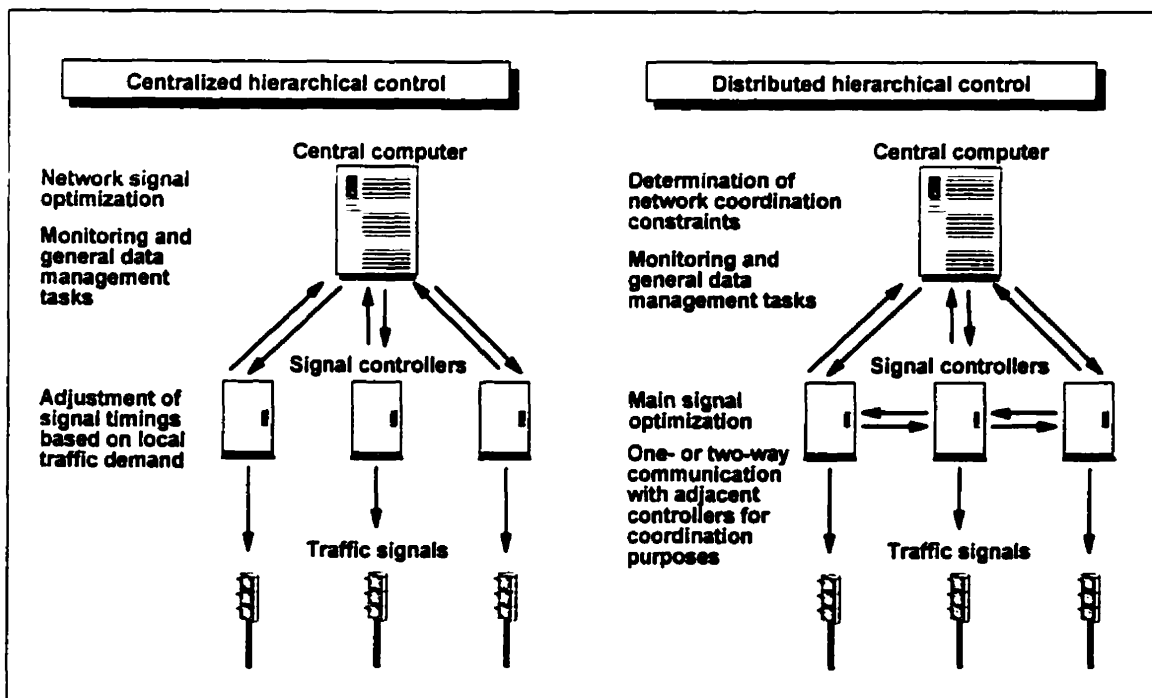 Centralized hierarchical control
Central computer
Network signal
optimization
Monitoring and
general data
management
tasks
Signal controllers
Adjustment of
signal timings
based on local
traffic demand
Traffic signals
Distributed hierarchical control
Central computer
Determination of
network coordination
constraints
Monitoring and
general data
management tasks
Signal controllers
Main signal
optimization
One- or two-way
communication
with adjacent
controllers for
coordination
purposes
Traffic signals